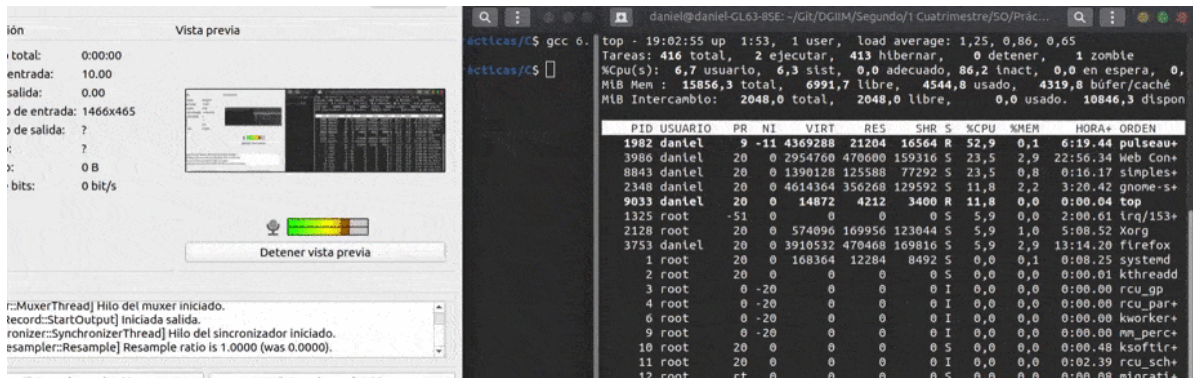 ión
Vista previa
total: 0:00:00
entrada: 10.00
salida: 0.00
o de entrada: 1466x465
o de salida: ?
?
0 B
bits: 0 bit/s
Detener vista previa
r::MuxerThread] Hilo del muxer iniciado.
Record::StartOutput] Iniciada salida.
ronizer::SynchronizerThread] Hilo del sincronizador iniciado.
esampler::Resample] Resample ratio is 1.0000 (was 0.0000).
ácticas/C$ gcc 6.
ácticas/C$
daniel@daniel-GL63-8SE: ~/Git/DGIIM/Segundo/1 Cuatrimestre/SO/Prác...
top - 19:02:55 up 1:53, 1 user, load average: 1,25, 0,86, 0,65
Tareas: 416 total, 2 ejecutar, 413 hibernar, 0 detener, 1 zombie
%Cpu(s): 6,7 usuario, 6,3 sist, 0,0 adecuado, 86,2 inact, 0,0 en espera, 0,
MiB Mem : 15856,3 total, 6991,7 libre, 4544,8 usado, 4319,8 búfer/caché
MiB Intercambio: 2048,0 total, 2048,0 libre, 0,0 usado. 10846,3 dispon
PID USUARIO PR NI VIRT RES SHR S %CPU %MEM HORA+ ORDEN
1982 daniel 9 -11 4369288 21204 16564 R 52,9 0,1 6:19.44 pulseau+
3986 daniel 20 0 2954760 470600 159316 S 23,5 2,9 22:56.34 Web Con+
8843 daniel 20 0 1390128 125588 77292 S 23,5 0,8 0:16.17 simples+
2348 daniel 20 0 4614364 356268 129592 S 11,8 2,2 3:20.42 gnome-s+
9033 daniel 20 0 14872 4212 3400 R 11,8 0,0 0:00.04 top
1325 root -51 0 0 0 0 S 5,9 0,0 2:00.61 irq/153+
2128 root 20 0 574096 169956 123044 S 5,9 1,0 5:08.52 Xorg
3753 daniel 20 0 3910532 470468 169816 S 5,9 2,9 13:14.20 firefox
1 root 20 0 168364 12284 8492 S 0,0 0,1 0:08.25 systemd
2 root 20 0 0 0 0 S 0,0 0,0 0:00.01 kthreadd
3 root 0 -20 0 0 0 I 0,0 0,0 0:00.00 rcu_gp
4 root 0 -20 0 0 0 I 0,0 0,0 0:00.00 rcu_par+
6 root 0 -20 0 0 0 I 0,0 0,0 0:00.00 kworker+
9 root 0 -20 0 0 0 I 0,0 0,0 0:00.00 mm_perc+
10 root 20 0 0 0 0 S 0,0 0,0 0:00.48 ksoftir+
11 root 20 0 0 0 0 I 0,0 0,0 0:02.39 rcu_sch+
12 root rt 0 0 0 0 S 0,0 0,0 0:00.08 migrati+